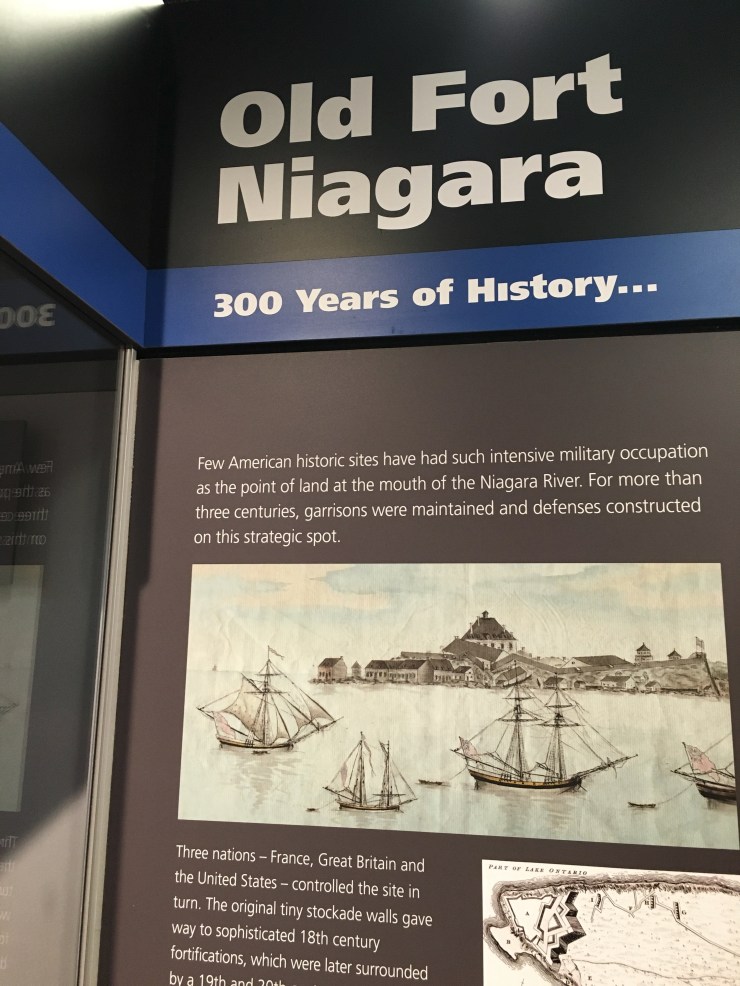 Old Fort
Niagara
300 Years of History...
Few American historic sites have had such intensive military occupation
as the point of land at the mouth of the Niagara River. For more than
three centuries, garrisons were maintained and defenses constructed
on this strategic spot.
Three nations – France, Great Britain and
the United States – controlled the site in
turn. The original tiny stockade walls gave
way to sophisticated 18th century
fortifications, which were later surrounded
by a 19th and 20th
PART OF LAKE ONTARIO
A
B